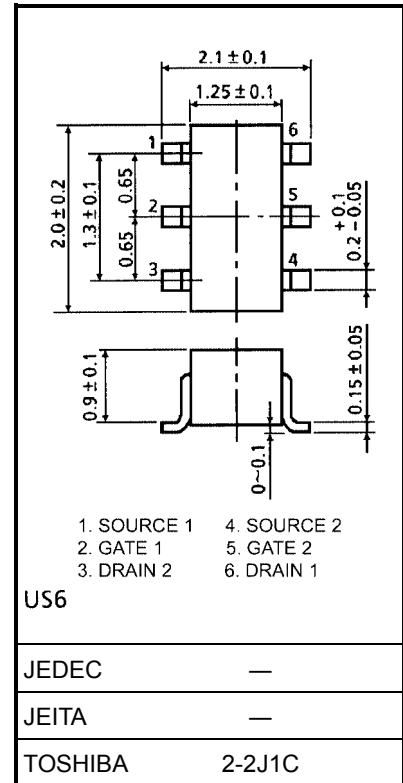 2.1±0.1
1.25±0.1
1
6
2.0±0.2
1.3±0.1
0.65
2
5
0.65
+0.1
0.2-0.05
3
4
0.9±0.1
0.15±0.05
0~0.1
1. SOURCE 1 4. SOURCE 2
2. GATE 1 5. GATE 2
3. DRAIN 2 6. DRAIN 1
US6
JEDEC —
JEITA —
TOSHIBA 2-2J1C